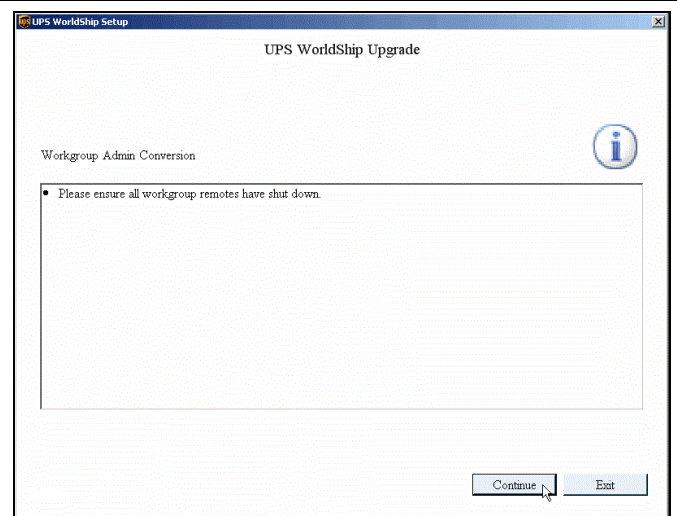 UPS WorldShip Setup
UPS WorldShip Upgrade
Workgroup Admin Conversion
• Please ensure all workgroup remotes have shut down.
Continue
Exit